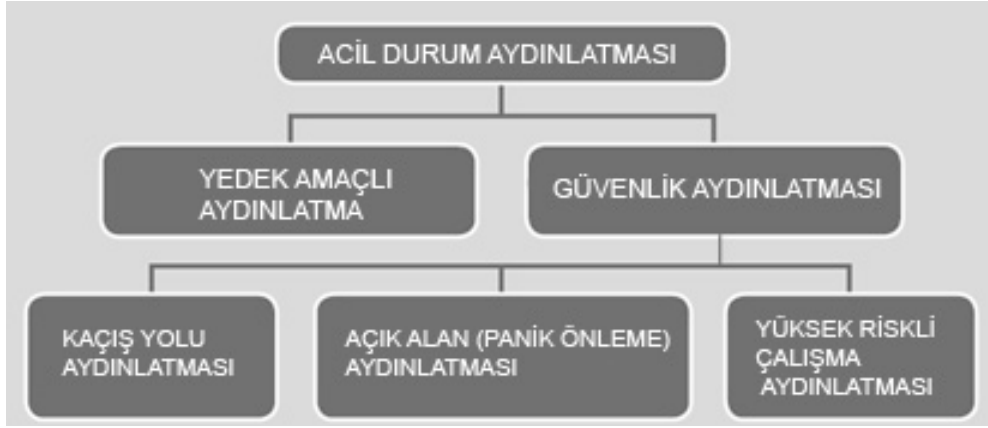 ACİL DURUM AYDINLATMASI
YEDEK AMAÇLI
AYDINLATMA
GÜVENLİK AYDINLATMASI
KAÇIŞ YOLU
AYDINLATMASI
AÇIK ALAN (PANİK ÖNLEME)
AYDINLATMASI
YÜKSEK RİSKLİ
ÇALIŞMA
AYDINLATMASI